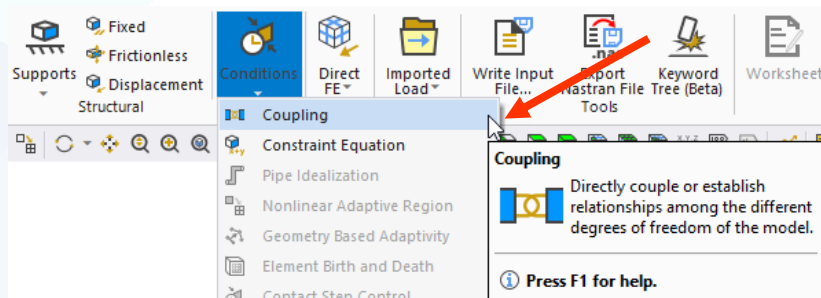 Fixed
Frictionless
Supports
Displacement
Structural
Conditions
Direct
FE
Imported
Load
Write Input
File...
Export
Nastran File
Keyword
Tree (Beta)
Tools
Worksheet
Coupling
Constraint Equation
Pipe Idealization
Nonlinear Adaptive Region
Geometry Based Adaptivity
Element Birth and Death
Contact Step Control
Coupling
Directly couple or establish
relationships among the different
degrees of freedom of the model.
Press F1 for help.